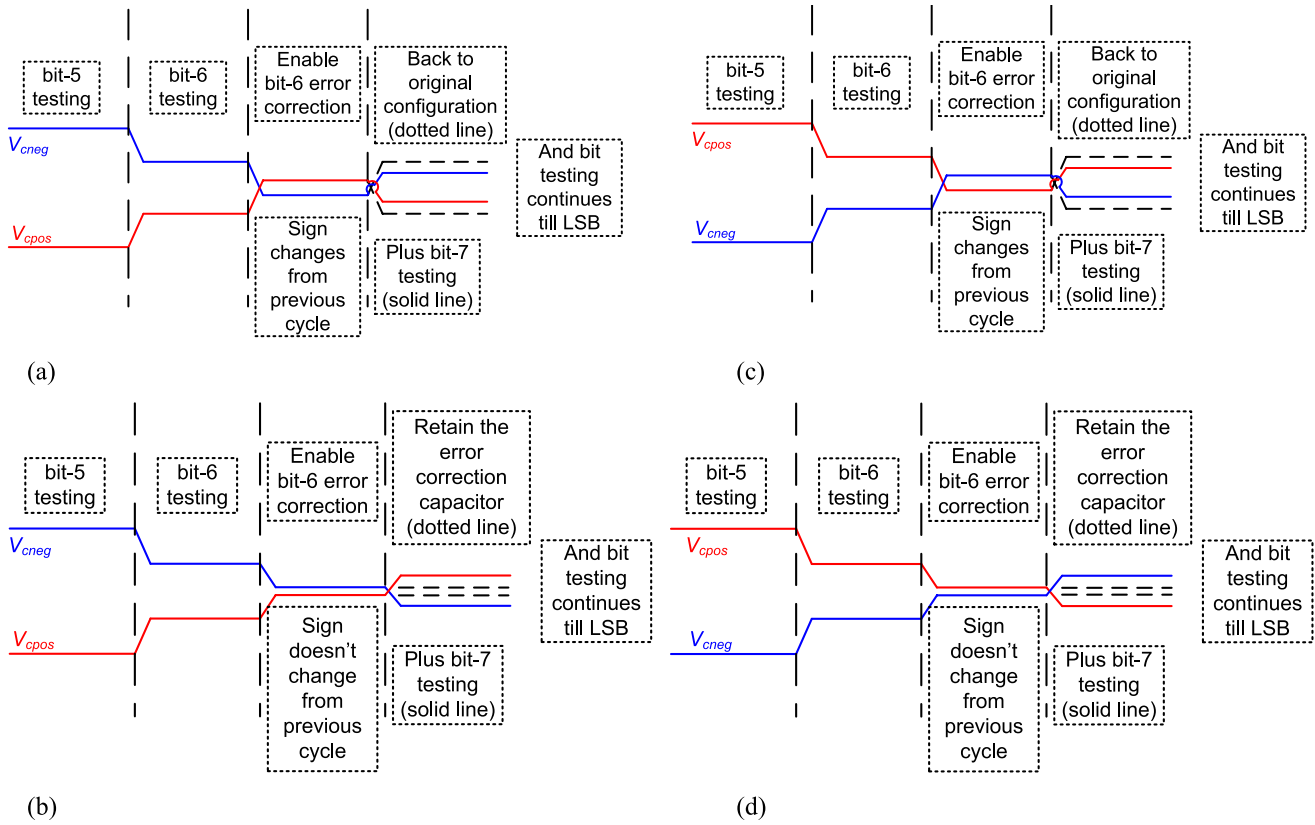 bit-5
testing
bit-6
testing
Enable
bit-6 error
correction
Back to
original
configuration
(dotted line)
And bit
testing
continues
till LSB
Vcneg
Vcpos
Sign
changes
from
previous
cycle
Plus bit-7
testing
(solid line)
(a)
bit-5
testing
bit-6
testing
Enable
bit-6 error
correction
Back to
original
configuration
(dotted line)
And bit
testing
continues
till LSB
Vcpos
Vcneg
Sign
changes
from
previous
cycle
Plus bit-7
testing
(solid line)
(c)
bit-5
testing
bit-6
testing
Enable
bit-6 error
correction
Retain the
error
correction
capacitor
(dotted line)
And bit
testing
continues
till LSB
Vcneg
Vcpos
Sign
doesn't
change
from
previous
cycle
Plus bit-7
testing
(solid line)
(b)
bit-5
testing
bit-6
testing
Enable
bit-6 error
correction
Retain the
error
correction
capacitor
(dotted line)
And bit
testing
continues
till LSB
Vcpos
Vcneg
Sign
doesn't
change
from
previous
cycle
Plus bit-7
testing
(solid line)
(d)